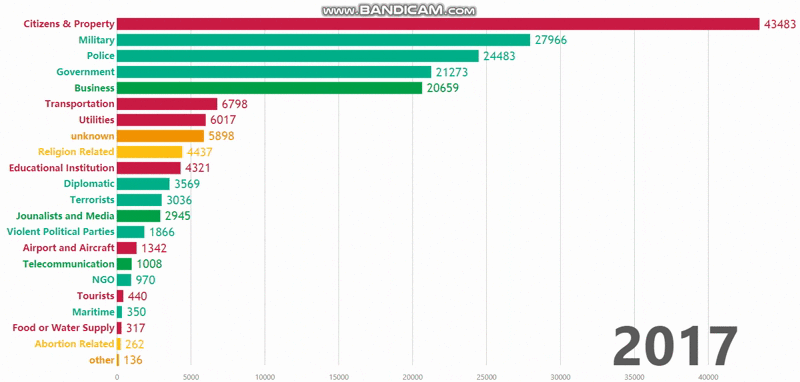 www.BANDICAM.com
Citizens & Property 43483
Military 27966
Police 24483
Government 21273
Business 20659
Transportation 6798
Utilities 6017
unknown 5898
Religion Related 4437
Educational Institution 4321
Diplomatic 3569
Terrorists 3036
Jounalists and Media 2945
Violent Political Parties 1866
Airport and Aircraft 1342
Telecommunication 1008
NGO 970
Tourists 440
Maritime 350
Food or Water Supply 317
Abortion Related 262
other 136
2017
0 5000 10000 15000 20000 25000 30000 35000 40000